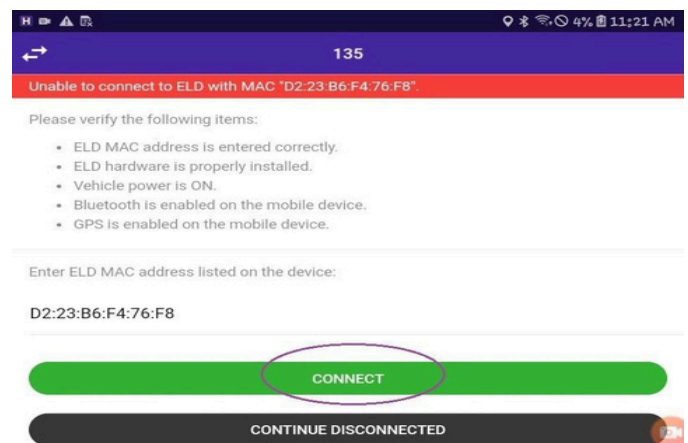 H
4% 11:21 AM
135
Unable to connect to ELD with MAC "D2:23:B6:F4:76:F8".
Please verify the following items:
• ELD MAC address is entered correctly.
• ELD hardware is properly installed.
• Vehicle power is ON.
• Bluetooth is enabled on the mobile device.
• GPS is enabled on the mobile device.
Enter ELD MAC address listed on the device:
D2:23:B6:F4:76:F8
CONNECT
CONTINUE DISCONNECTED